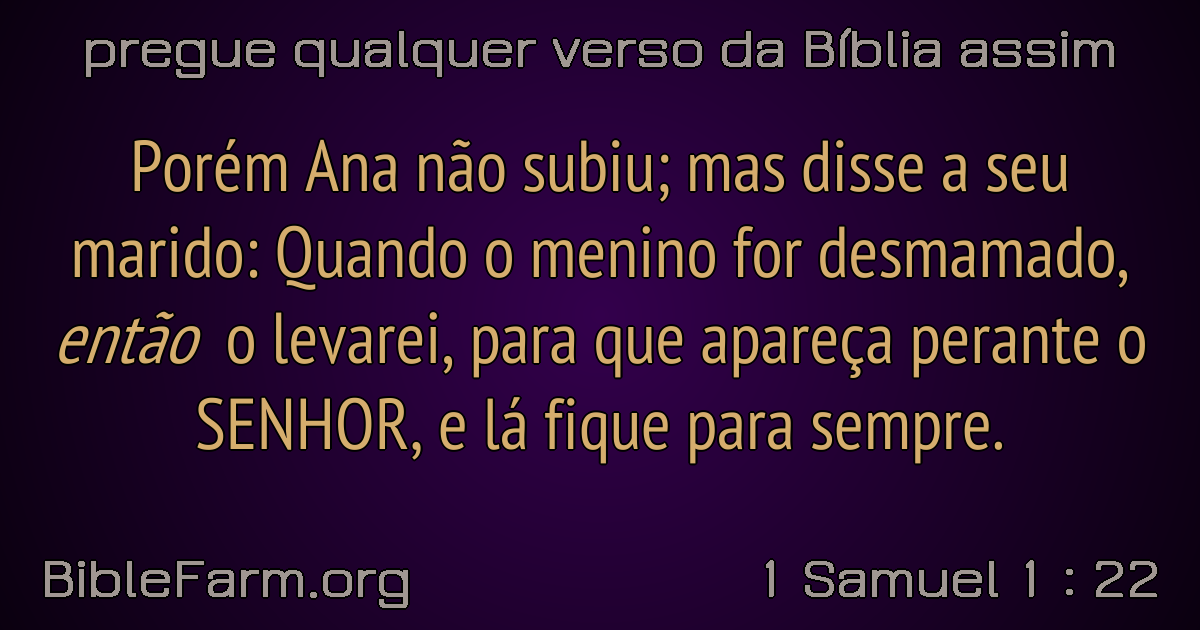 pregue qualquer verso da Bíblia assim
Porém Ana não subiu; mas disse a seu
marido: Quando o menino for desmamado,
então o levarei, para que apareça perante o
SENHOR, e lá fique para sempre.
BibleFarm.org
1 Samuel 1 : 22